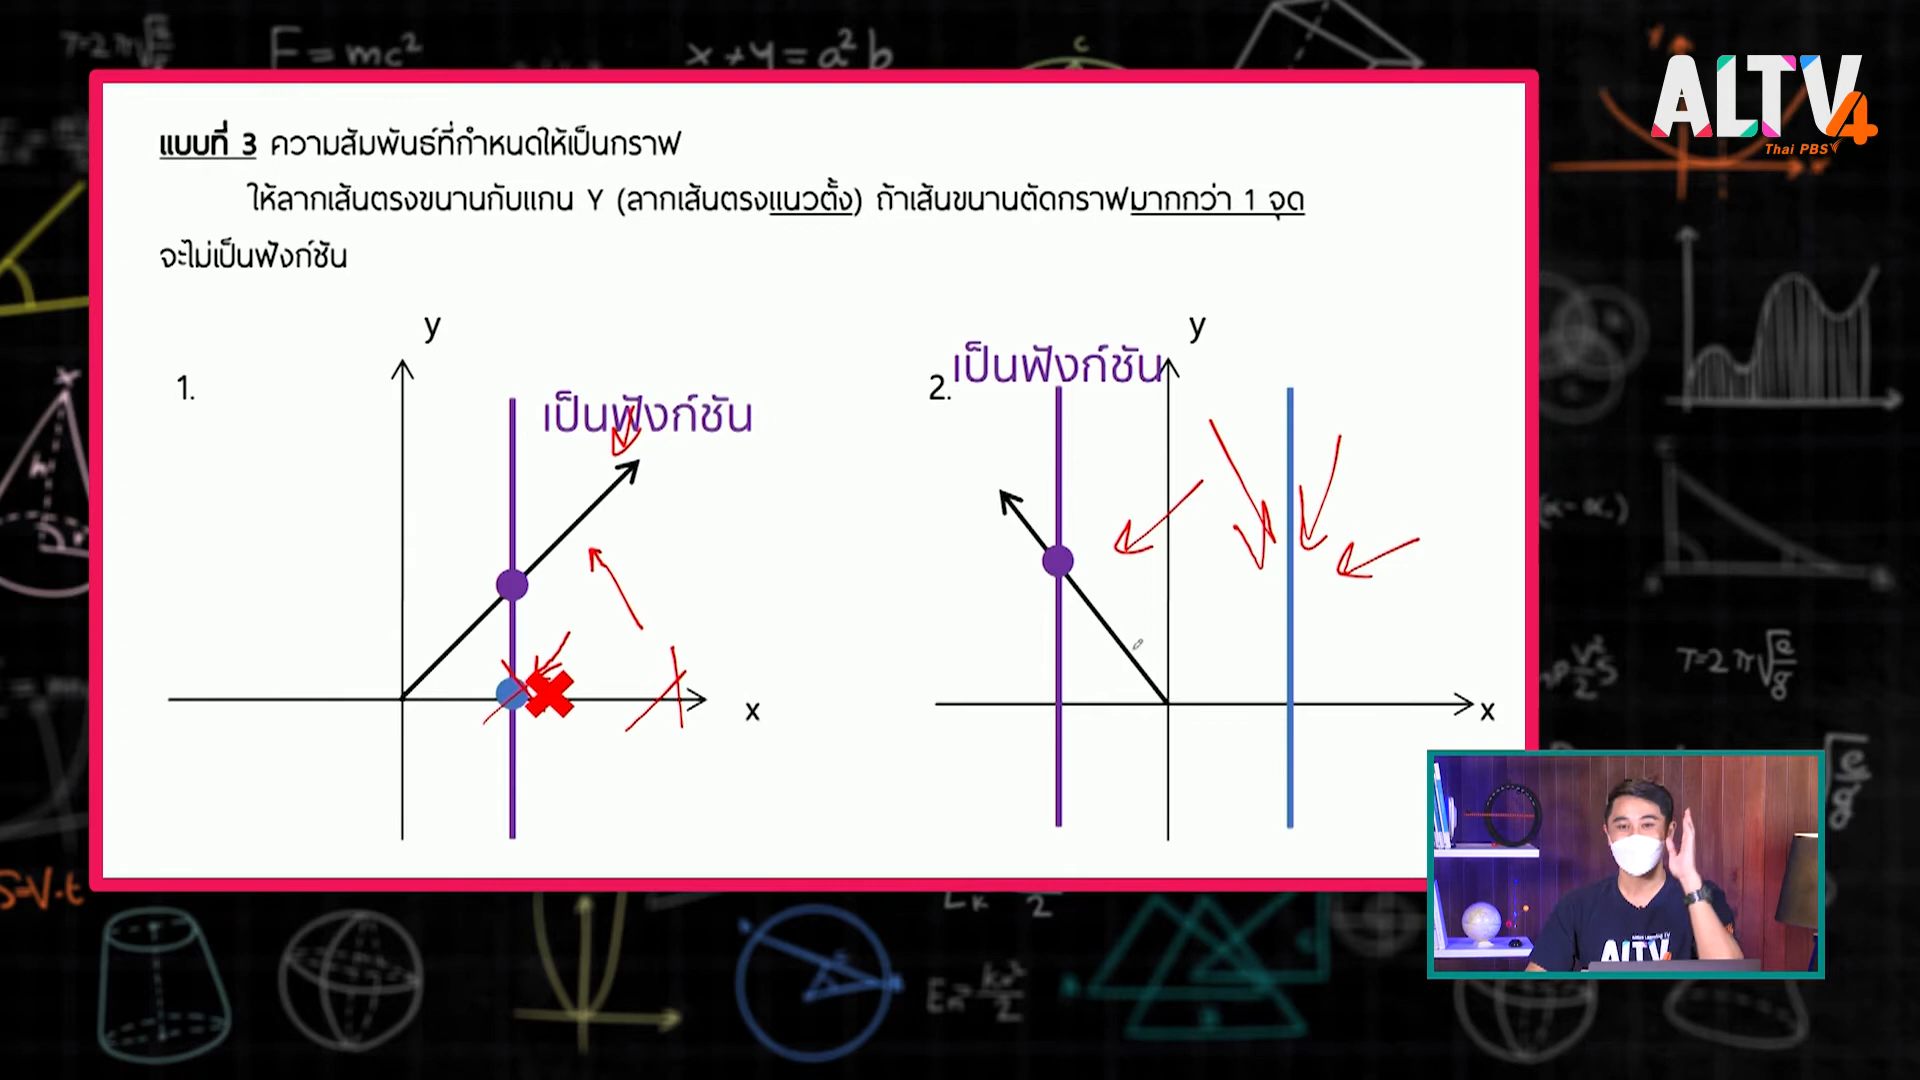 T=2π√
F=mc²
x+y=a²b
c
ALTV4
Thai PBS
แบบที่ 3 ความสัมพันธ์ที่กำหนดให้เป็นกราฟ
ให้ลากเส้นตรงขนานกับแกน Y (ลากเส้นตรงแนวตั้ง) ถ้าเส้นขนานตัดกราฟมากกว่า 1 จุด
จะไม่เป็นฟังก์ชัน
y
y
1.
เป็นฟังก์ชัน
2.
เป็นฟังก์ชัน
x
x
T=2π√
S=V·t
ALTV